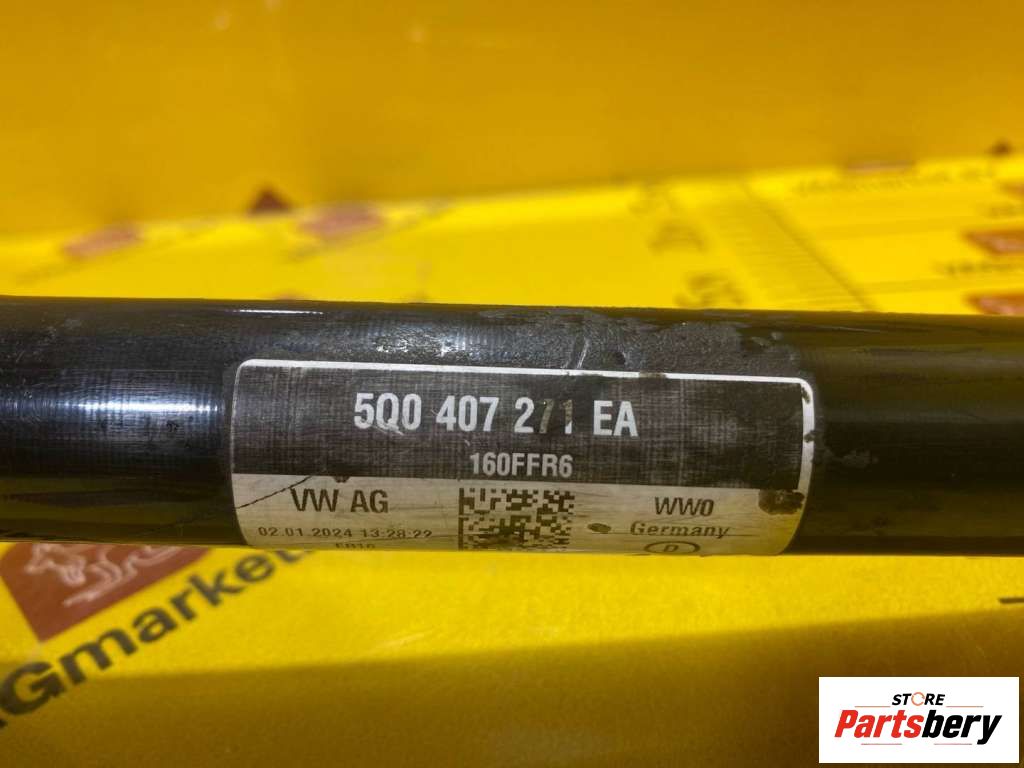 5Q0 407 271 EA
160FFR6
VW AG
WW0
02.01.2024 13:28:22
Germany
D
Gmarket
STORE
Partsbery